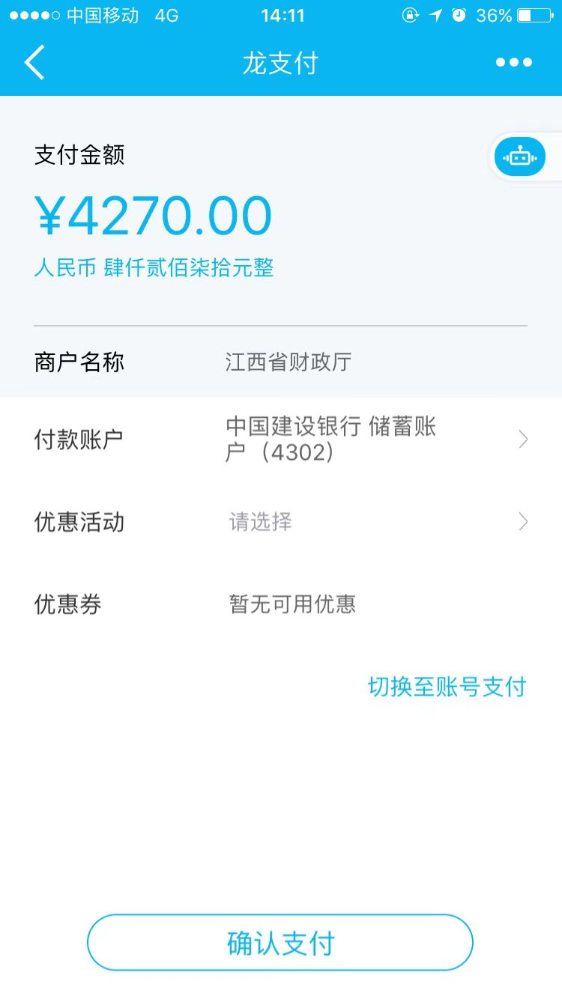 中国移动 4G 14:11 36%
龙支付
支付金额
¥4270.00
人民币 肆仟贰佰柒拾元整
商户名称 江西省财政厅
付款账户 中国建设银行 储蓄账
户（4302）
优惠活动 请选择
优惠券 暂无可用优惠
切换至账号支付
确认支付